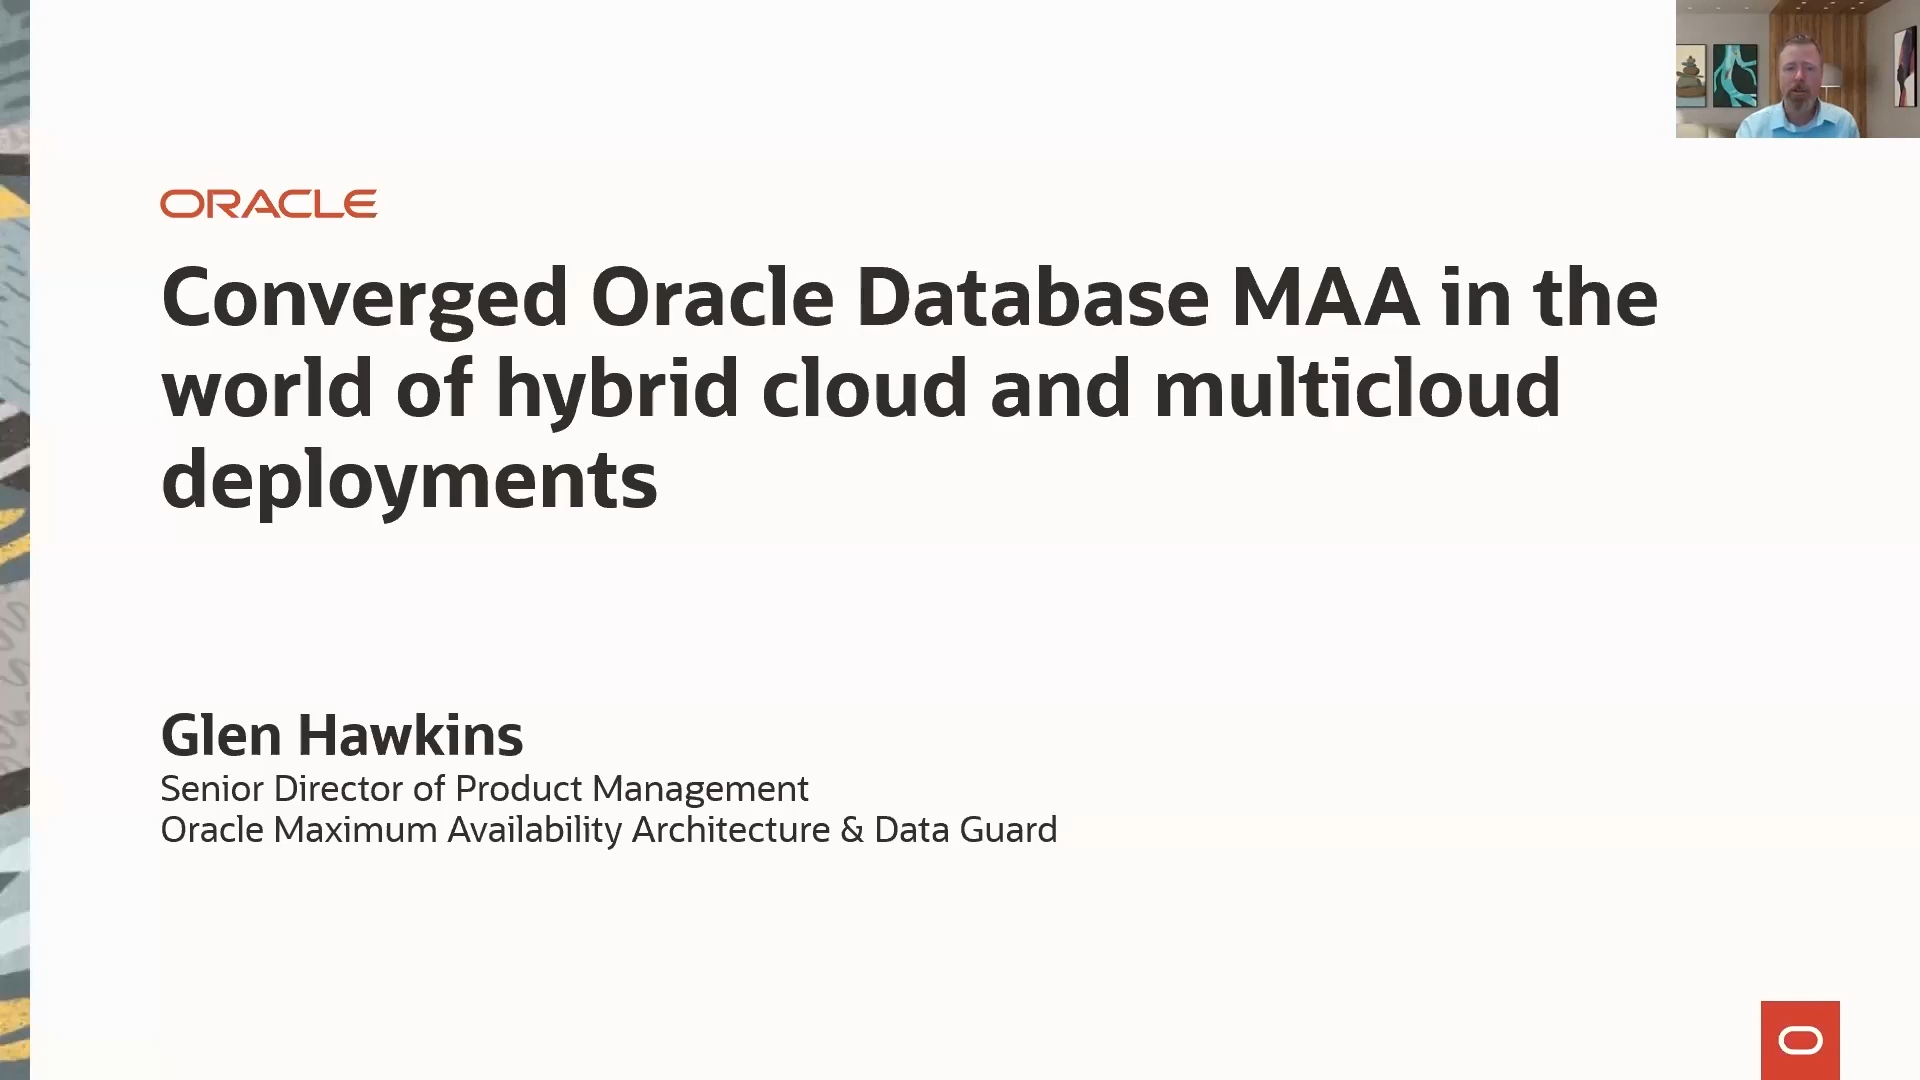 ORACLE
Converged Oracle Database MAA in the
world of hybrid cloud and multicloud
deployments
Glen Hawkins
Senior Director of Product Management
Oracle Maximum Availability Architecture & Data Guard